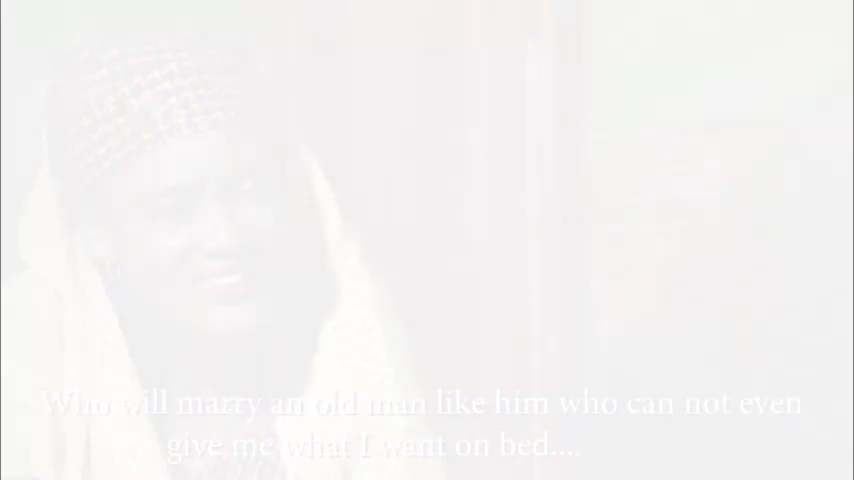 Who will marry an old man like him who can not even
give me what I want on bed....